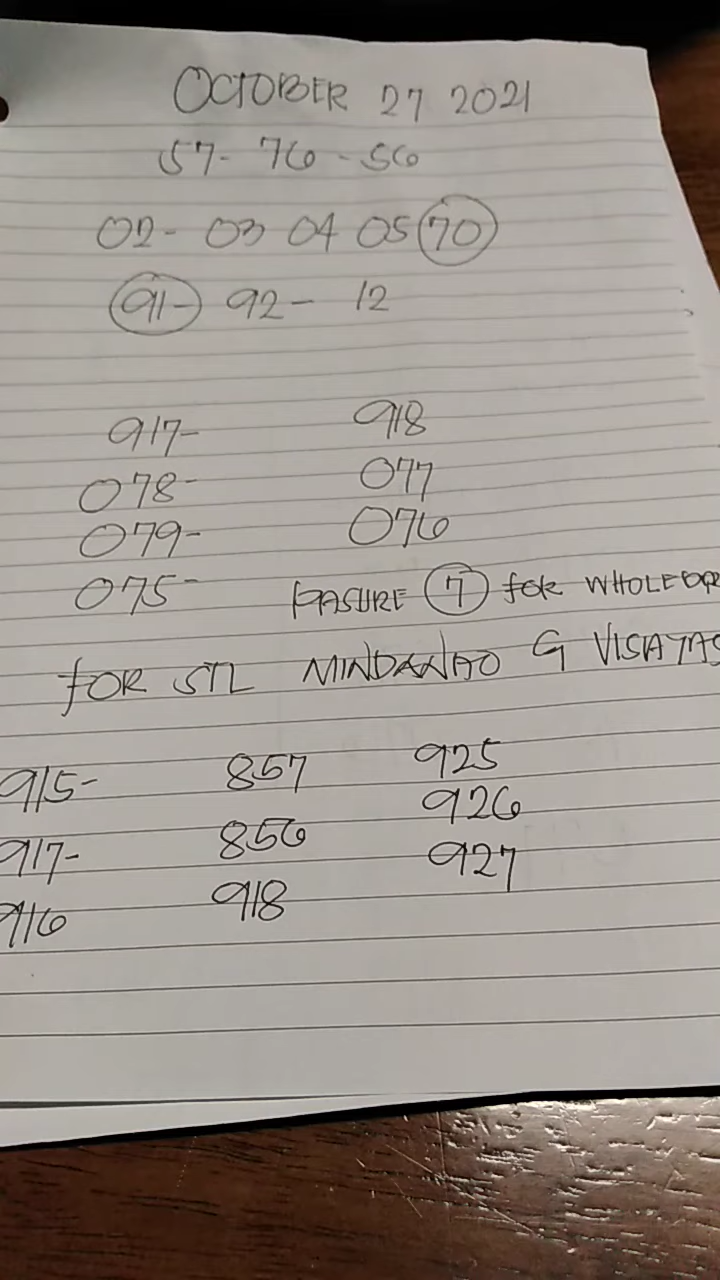 OCTOBER 27 2021
57- 76 - 56
02- 03 04 05 70
91- 92- 12
917- 918
078- 077
079- 076
075- PASURE 7 for WHOLE
FOR STL MINDANAO G VISAYAS
915- 857 925
926
917- 856 927
916 918